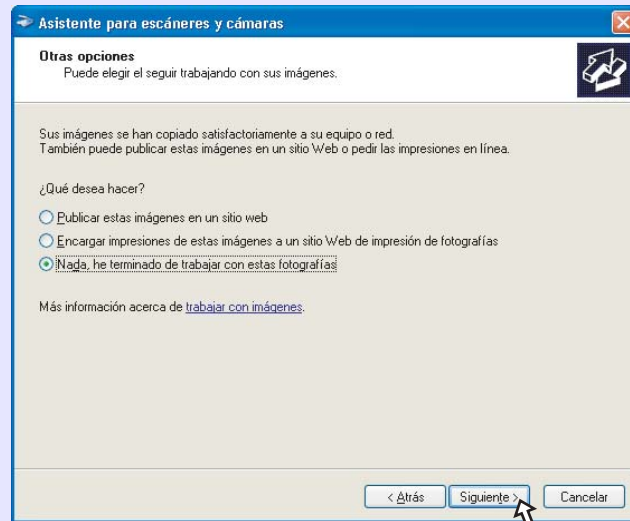 Asistente para escáneres y cámaras
Otras opciones
Puede elegir el seguir trabajando con sus imágenes.
Sus imágenes se han copiado satisfactoriamente a su equipo o red.
También puede publicar estas imágenes en un sitio Web o pedir las impresiones en línea.
¿Qué desea hacer?
Publicar estas imágenes en un sitio web
Encargar impresiones de estas imágenes a un sitio Web de impresión de fotografías
Nada, he terminado de trabajar con estas fotografías
Más información acerca de trabajar con imágenes.
< Atrás Siguiente > Cancelar